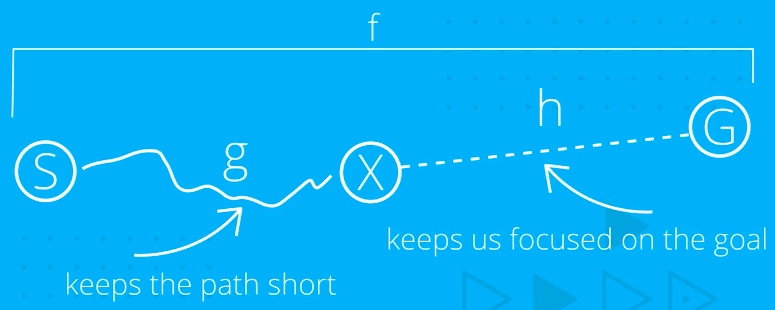 f
h
g
S
X
G
keeps us focused on the goal
keeps the path short